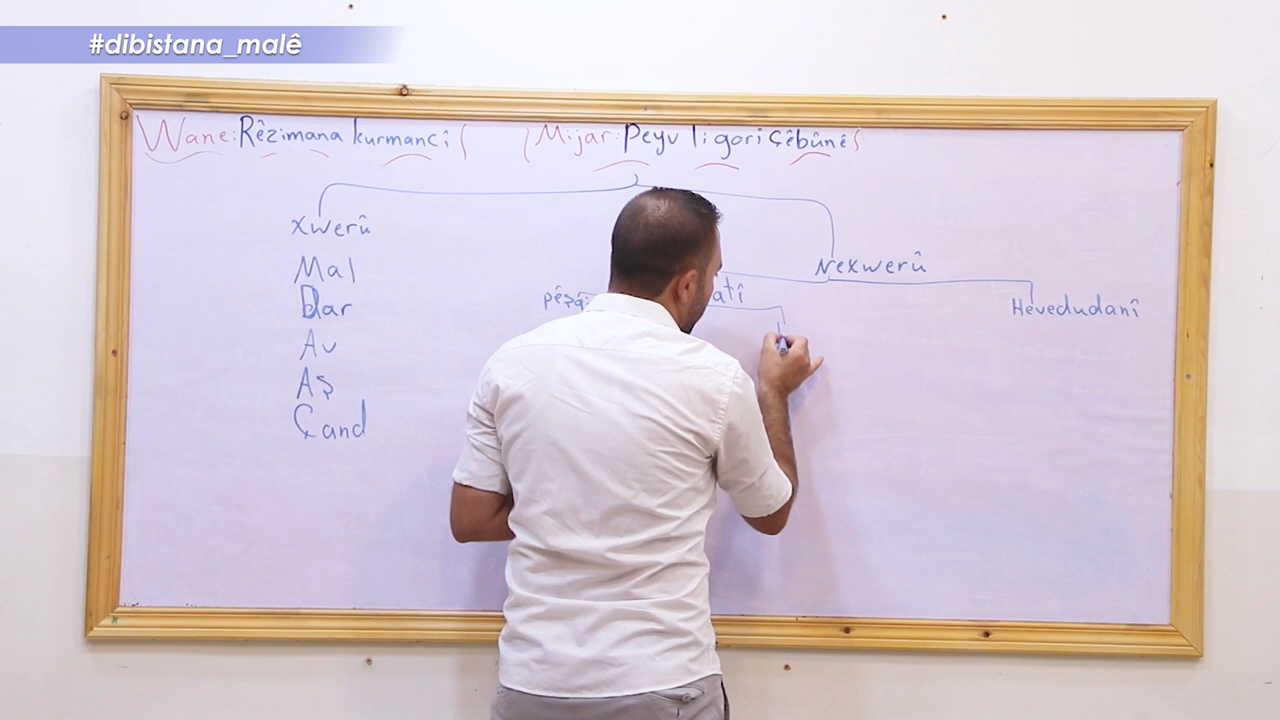 #dibistana_malê
Wane: Rêzimana kurmancî
Mijar: Peyv li gorî Çêbûnê
Xwerû
Nexwerû
Mal
Dar
Av
Aş
Çand
Hevedudanî